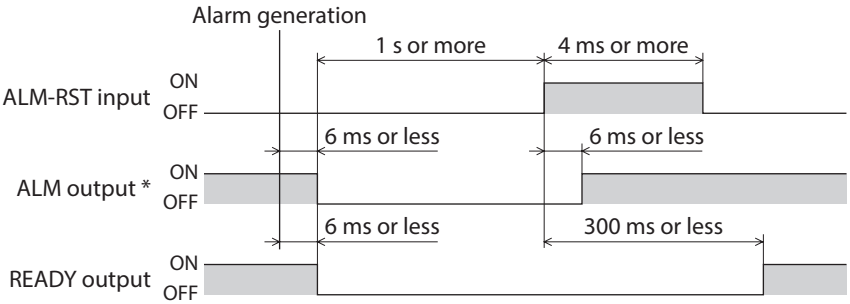 Alarm generation
1 s or more
4 ms or more
ALM-RST input
ON
OFF
6 ms or less
6 ms or less
ALM output *
ON
OFF
6 ms or less
300 ms or less
READY output
ON
OFF